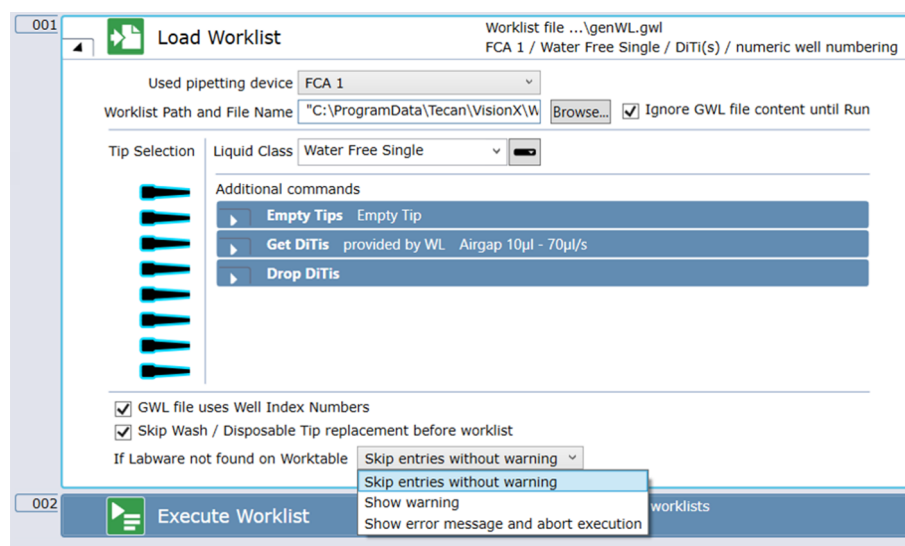 001
Load Worklist
Worklist file ...\genWL.gwl
FCA 1 / Water Free Single / DiTi(s) / numeric well numbering
Used pipetting device FCA 1
Worklist Path and File Name "C:\ProgramData\Tecan\VisionX\W Browse... Ignore GWL file content until Run
Tip Selection Liquid Class Water Free Single
Additional commands
Empty Tips Empty Tip
Get DiTis provided by WL Airgap 10µl - 70µl/s
Drop DiTis
GWL file uses Well Index Numbers
Skip Wash / Disposable Tip replacement before worklist
If Labware not found on Worktable Skip entries without warning
Skip entries without warning
Show warning
Show error message and abort execution
002
Execute Worklist
worklists